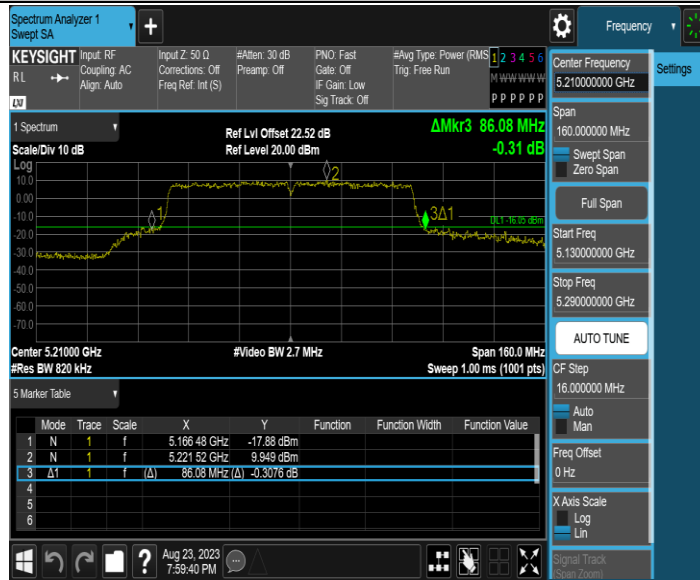 Spectrum Analyzer 1
Swept SA
+
Frequency
KEYSIGHT
RL
LXI
Input: RF
Coupling: AC
Align: Auto
Input Z: 50 Ω
Corrections: Off
Freq Ref: Int (S)
#Atten: 30 dB
Preamp: Off
PNO: Fast
Gate: Off
IF Gain: Low
Sig Track: Off
#Avg Type: Power (RMS
Trig: Free Run
1 2 3 4 5 6
M W W W W W
P P P P P P
1 Spectrum
Scale/Div 10 dB
Ref Lvl Offset 22.52 dB
Ref Level 20.00 dBm
ΔMkr3 86.08 MHz
-0.31 dB
Log
10.0
0.00
-10.0
-20.0
-30.0
-40.0
-50.0
-60.0
-70.0
1
2
3Δ1
DL1 -16.05 dBm
Center 5.21000 GHz
#Res BW 820 kHz
#Video BW 2.7 MHz
Span 160.0 MHz
Sweep 1.00 ms (1001 pts)
5 Marker Table
Mode Trace Scale X Y Function Function Width Function Value
1 N 1 f 5.166 48 GHz -17.88 dBm
2 N 1 f 5.221 52 GHz 9.949 dBm
3 Δ1 1 f (Δ) 86.08 MHz (Δ) -0.3076 dB
4
5
6
Aug 23, 2023
7:59:40 PM
Center Frequency
5.210000000 GHz
Settings
Span
160.000000 MHz
Swept Span
Zero Span
Full Span
Start Freq
5.130000000 GHz
Stop Freq
5.290000000 GHz
AUTO TUNE
CF Step
16.000000 MHz
Auto
Man
Freq Offset
0 Hz
X Axis Scale
Log
Lin
Signal Track
(Span Zoom)